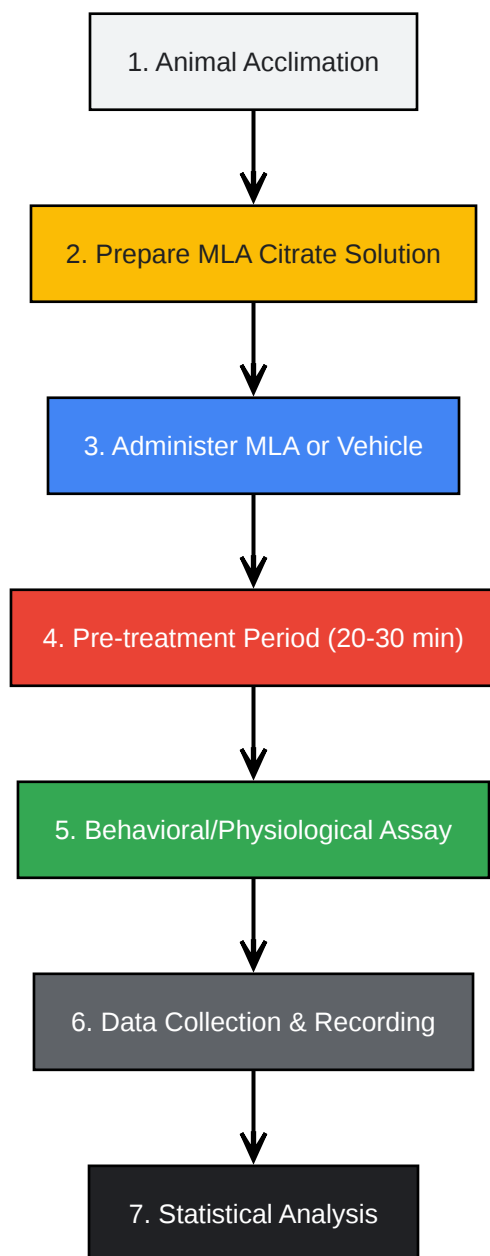 1. Animal Acclimation
2. Prepare MLA Citrate Solution
3. Administer MLA or Vehicle
4. Pre-treatment Period (20-30 min)
5. Behavioral/Physiological Assay
6. Data Collection & Recording
7. Statistical Analysis